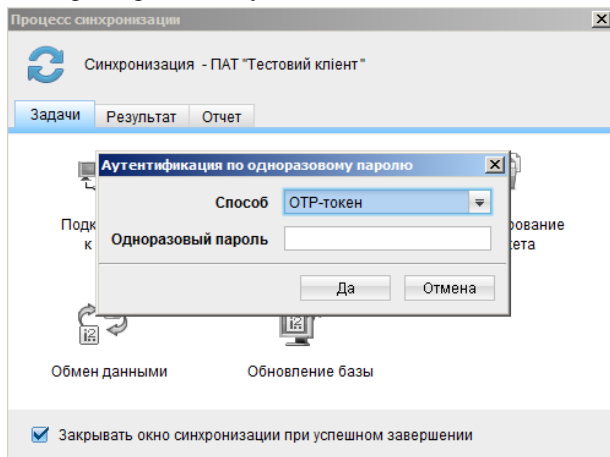 Процесс синхронизации
Синхронизация - ПАТ "Тестовий клієнт"
Задачи Результат Отчет
Аутентификация по одноразовому паролю
Способ OTP-токен
Одноразовый пароль
Да Отмена
Обмен данными Обновление базы
Закрывать окно синхронизации при успешном завершении